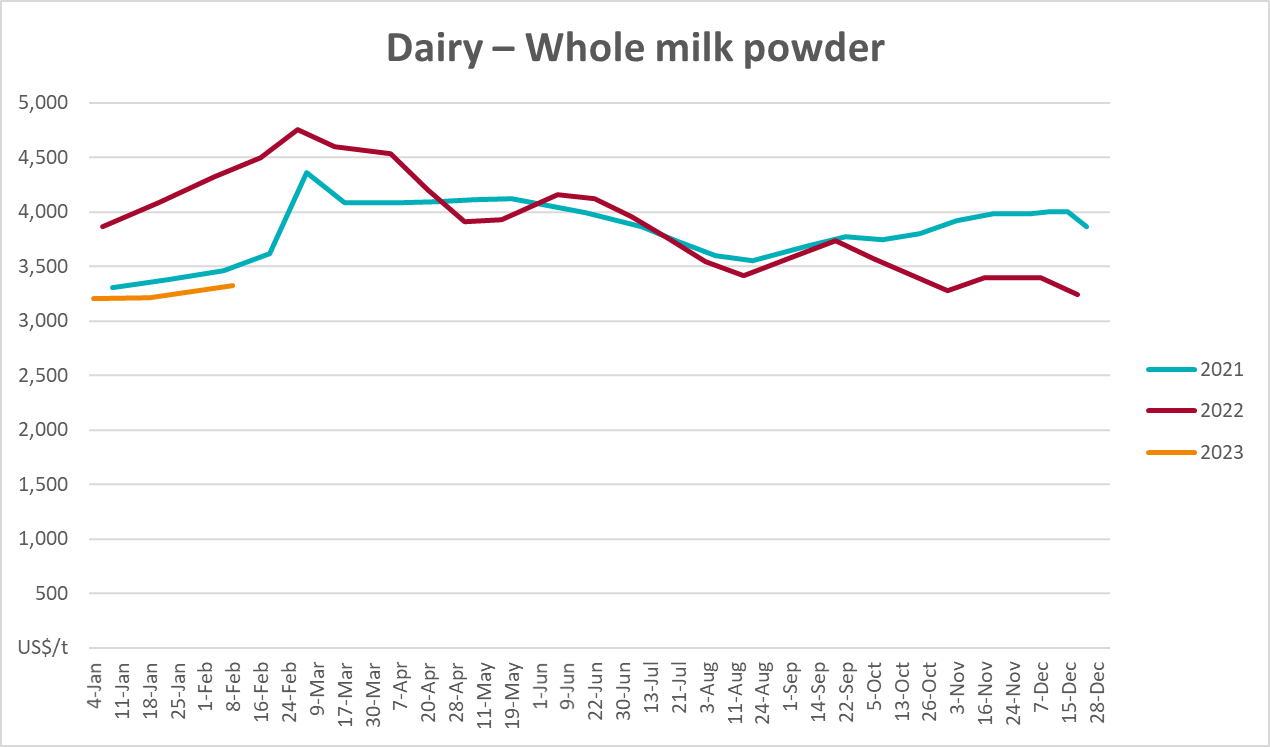 Dairy – Whole milk powder
5,000
4,500
4,000
3,500
3,000
2,500
2,000
1,500
1,000
500
US$/t
2021
2022
2023
4-Jan
11-Jan
18-Jan
25-Jan
1-Feb
8-Feb
16-Feb
24-Feb
9-Mar
17-Mar
30-Mar
7-Apr
20-Apr
28-Apr
11-May
19-May
1-Jun
9-Jun
22-Jun
30-Jun
13-Jul
21-Jul
3-Aug
11-Aug
24-Aug
1-Sep
14-Sep
22-Sep
5-Oct
13-Oct
26-Oct
3-Nov
16-Nov
24-Nov
7-Dec
15-Dec
28-Dec